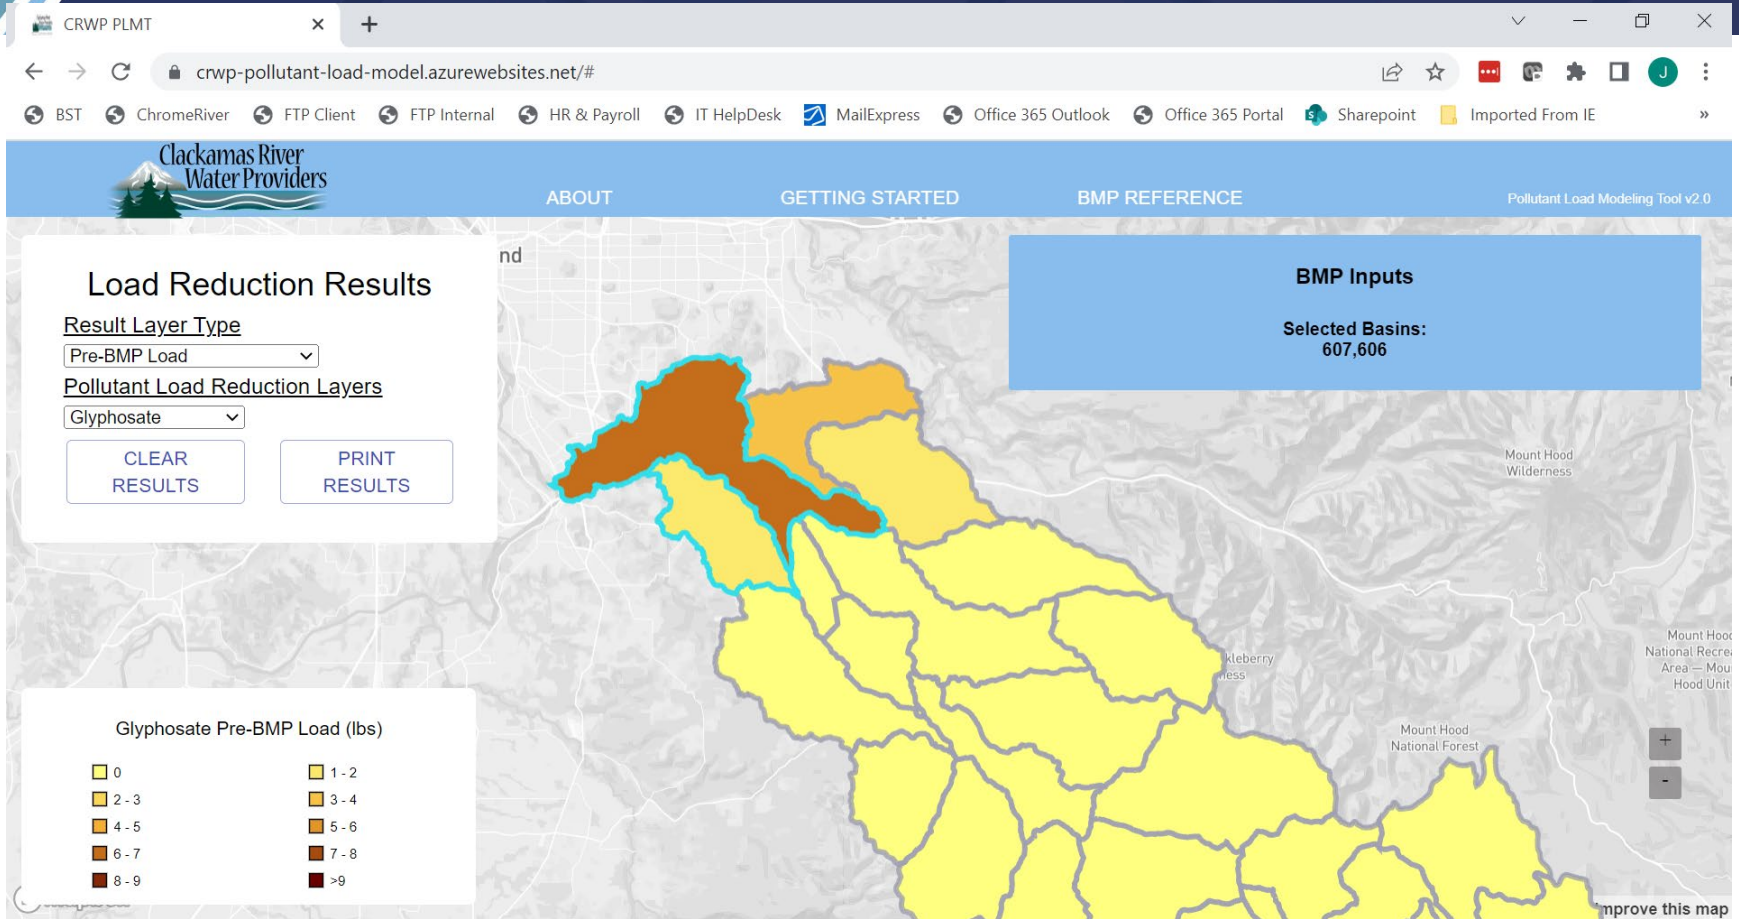 CRWP PLMT
crwp-pollutant-load-model.azurewebsites.net/#
J
BST ChromeRiver FTP Client FTP Internal HR & Payroll IT HelpDesk MailExpress Office 365 Outlook Office 365 Portal Sharepoint Imported From IE »
Clackamas River
Water Providers
ABOUT GETTING STARTED BMP REFERENCE Pollutant Load Modeling Tool v2.0
nd
Load Reduction Results
Result Layer Type
Pre-BMP Load
Pollutant Load Reduction Layers
Glyphosate
CLEAR
RESULTS
PRINT
RESULTS
BMP Inputs
Selected Basins:
607,606
Mount Hood
Wilderness
kleberry
ness
Mount Hood
National Recre
Area — Mou
Hood Unit
Mount Hood
National Forest
+
-
Glyphosate Pre-BMP Load (lbs)
0 1 - 2
2 - 3 3 - 4
4 - 5 5 - 6
6 - 7 7 - 8
8 - 9 >9
mprove this map